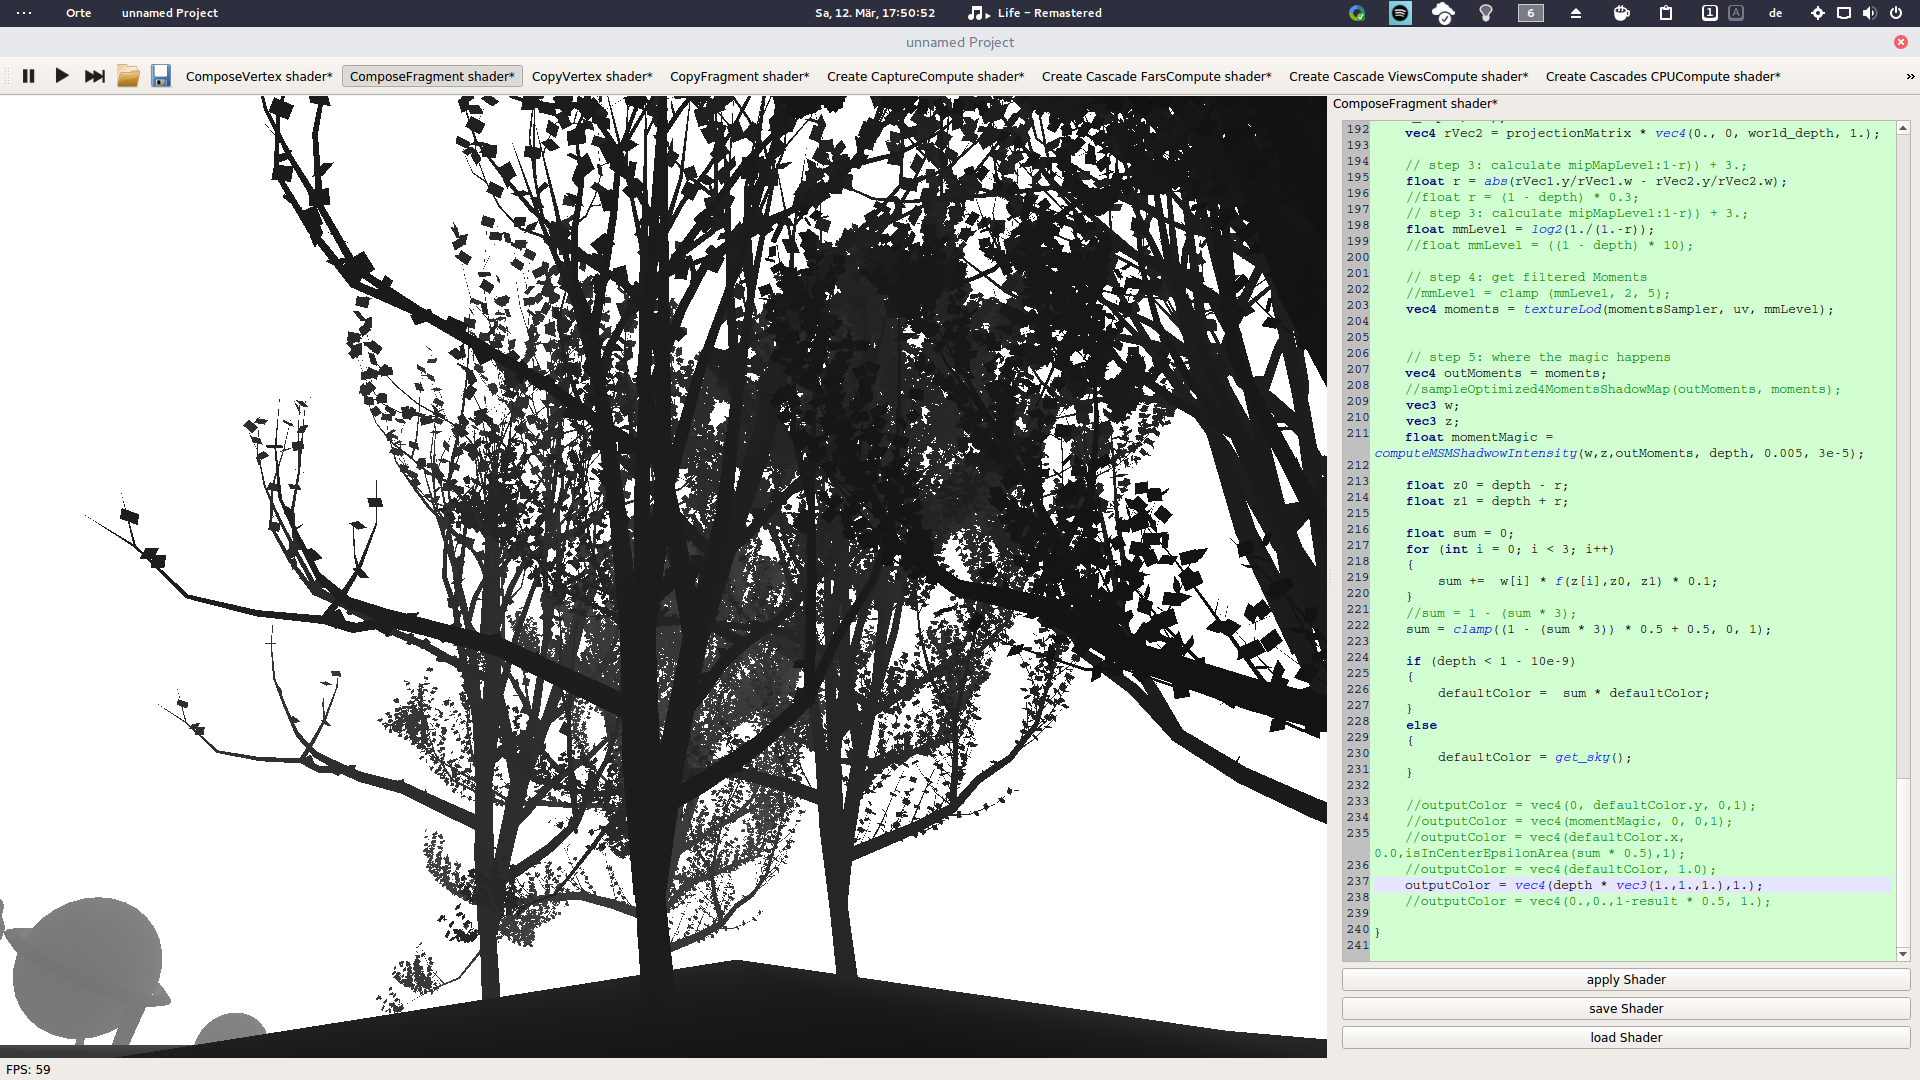 Orte unnamed Project Sa, 12. Mär, 17:50:52 Life - Remastered 6 1 A de
unnamed Project
ComposeVertex shader* ComposeFragment shader* CopyVertex shader* CopyFragment shader* Create CaptureCompute shader* Create Cascade FarsCompute shader* Create Cascade ViewsCompute shader* Create Cascades CPUCompute shader* »
ComposeFragment shader*
192 vec4 rVec2 = projectionMatrix * vec4(0., 0, world_depth, 1.);
193
194 // step 3: calculate mipMapLevel:1-r)) + 3.;
195 float r = abs(rVec1.y/rVec1.w - rVec2.y/rVec2.w);
196 //float r = (1 - depth) * 0.3;
197 // step 3: calculate mipMapLevel:1-r)) + 3.;
198 float mmLevel = log2(1./(1.-r));
199 //float mmLevel = ((1 - depth) * 10);
200
201 // step 4: get filtered Moments
202 //mmLevel = clamp (mmLevel, 2, 5);
203 vec4 moments = textureLod(momentsSampler, uv, mmLevel);
204
205
206 // step 5: where the magic happens
207 vec4 outMoments = moments;
208 //sampleOptimized4MomentsShadowMap(outMoments, moments);
209 vec3 w;
210 vec3 z;
211 float momentMagic =
computeMSMShadwowIntensity(w,z,outMoments, depth, 0.005, 3e-5);
212
213 float z0 = depth - r;
214 float z1 = depth + r;
215
216 float sum = 0;
217 for (int i = 0; i < 3; i++)
218 {
219 sum += w[i] * f(z[i],z0, z1) * 0.1;
220 }
221 //sum = 1 - (sum * 3);
222 sum = clamp((1 - (sum * 3)) * 0.5 + 0.5, 0, 1);
223
224 if (depth < 1 - 10e-9)
225 {
226 defaultColor = sum * defaultColor;
227 }
228 else
229 {
230 defaultColor = get_sky();
231 }
232
233 //outputColor = vec4(0, defaultColor.y, 0,1);
234 //outputColor = vec4(momentMagic, 0, 0,1);
235 //outputColor = vec4(defaultColor.x,
0.0,isInCenterEpsilonArea(sum * 0.5),1);
236 //outputColor = vec4(defaultColor, 1.0);
237 outputColor = vec4(depth * vec3(1.,1.,1.),1.);
238 //outputColor = vec4(0.,0.,1-result * 0.5, 1.);
239
240 }
241
apply Shader
save Shader
load Shader
FPS: 59